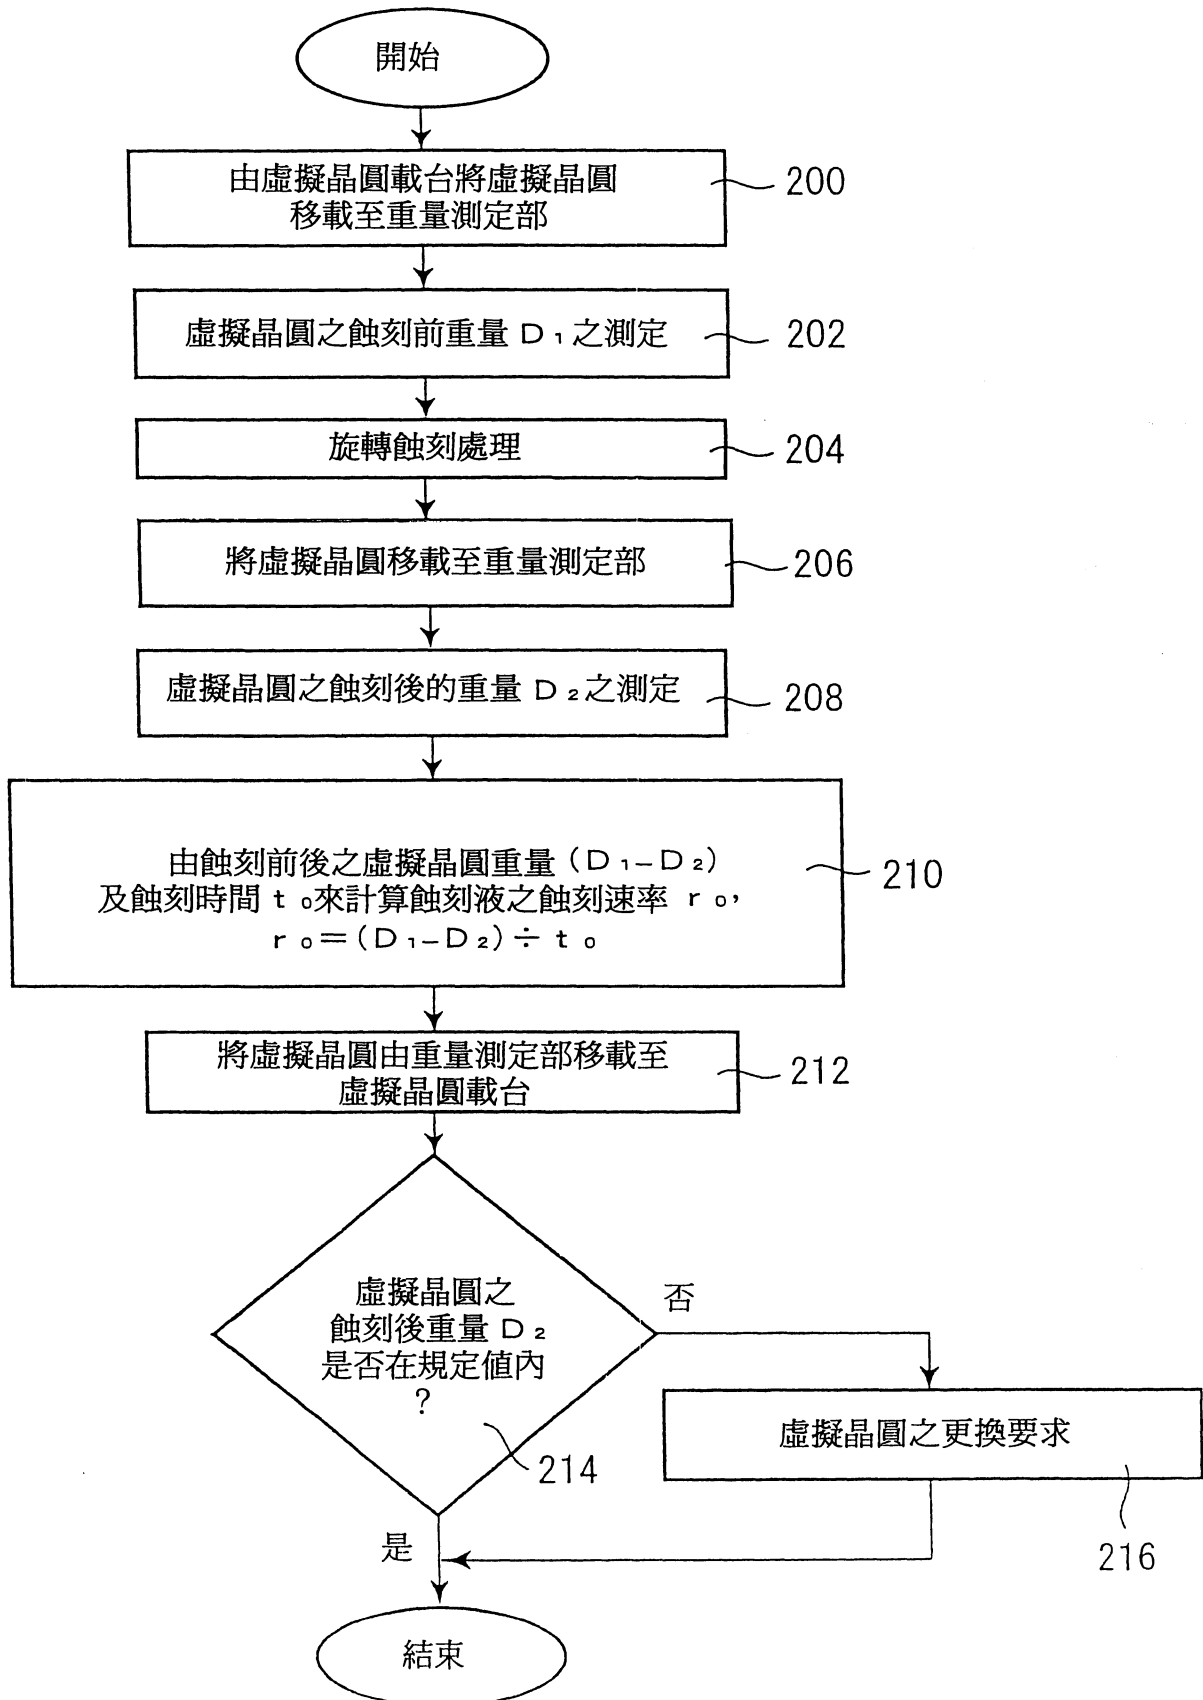 開始
由虛擬晶圓載台將虛擬晶圓
移載至重量測定部
200
虛擬晶圓之蝕刻前重量 D₁之測定
202
旋轉蝕刻處理
204
將虛擬晶圓移載至重量測定部
206
虛擬晶圓之蝕刻後的重量 D₂之測定
208
由蝕刻前後之虛擬晶圓重量(D₁-D₂)
及蝕刻時間 t₀來計算蝕刻液之蝕刻速率 r₀,
r₀=(D₁-D₂)÷t₀
210
將虛擬晶圓由重量測定部移載至
虛擬晶圓載台
212
虛擬晶圓之
蝕刻後重量 D₂
是否在規定值內
?
214
否
虛擬晶圓之更換要求
216
是
結束